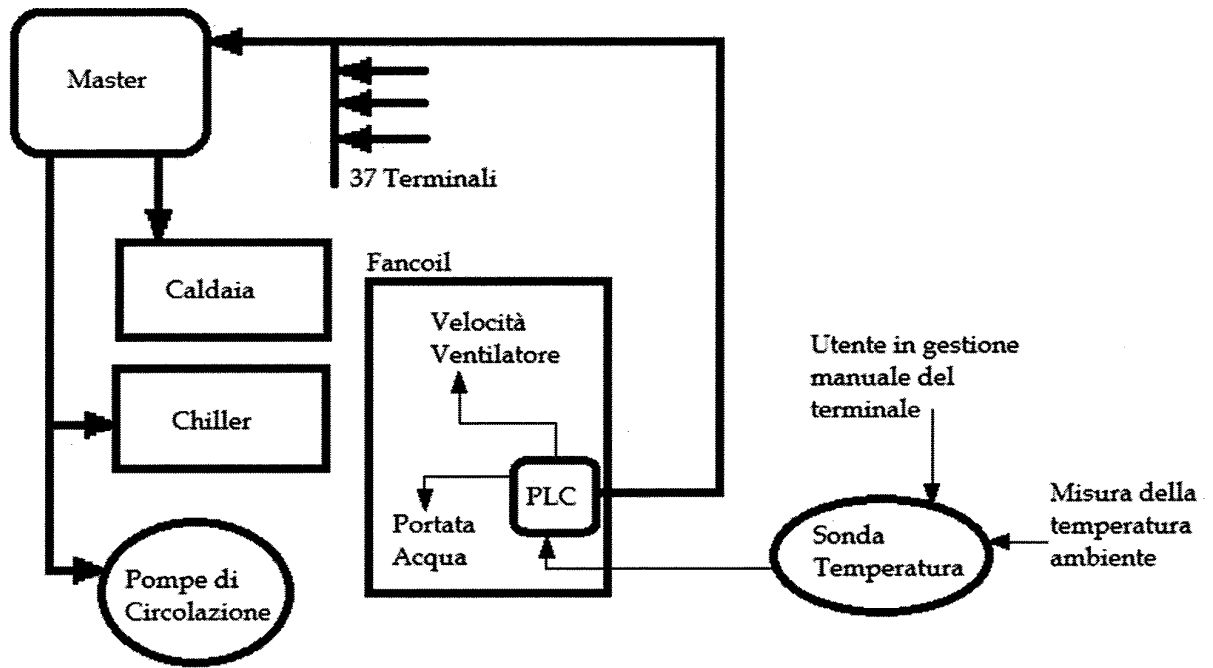 Master
37 Terminali
Caldaia
Fancoil
Velocità
Ventilatore
Utente in gestione
manuale del
terminale
Chiller
PLC
Portata
Acqua
Misura della
temperatura
ambiente
Sonda
Temperatura
Pompe di
Circolazione